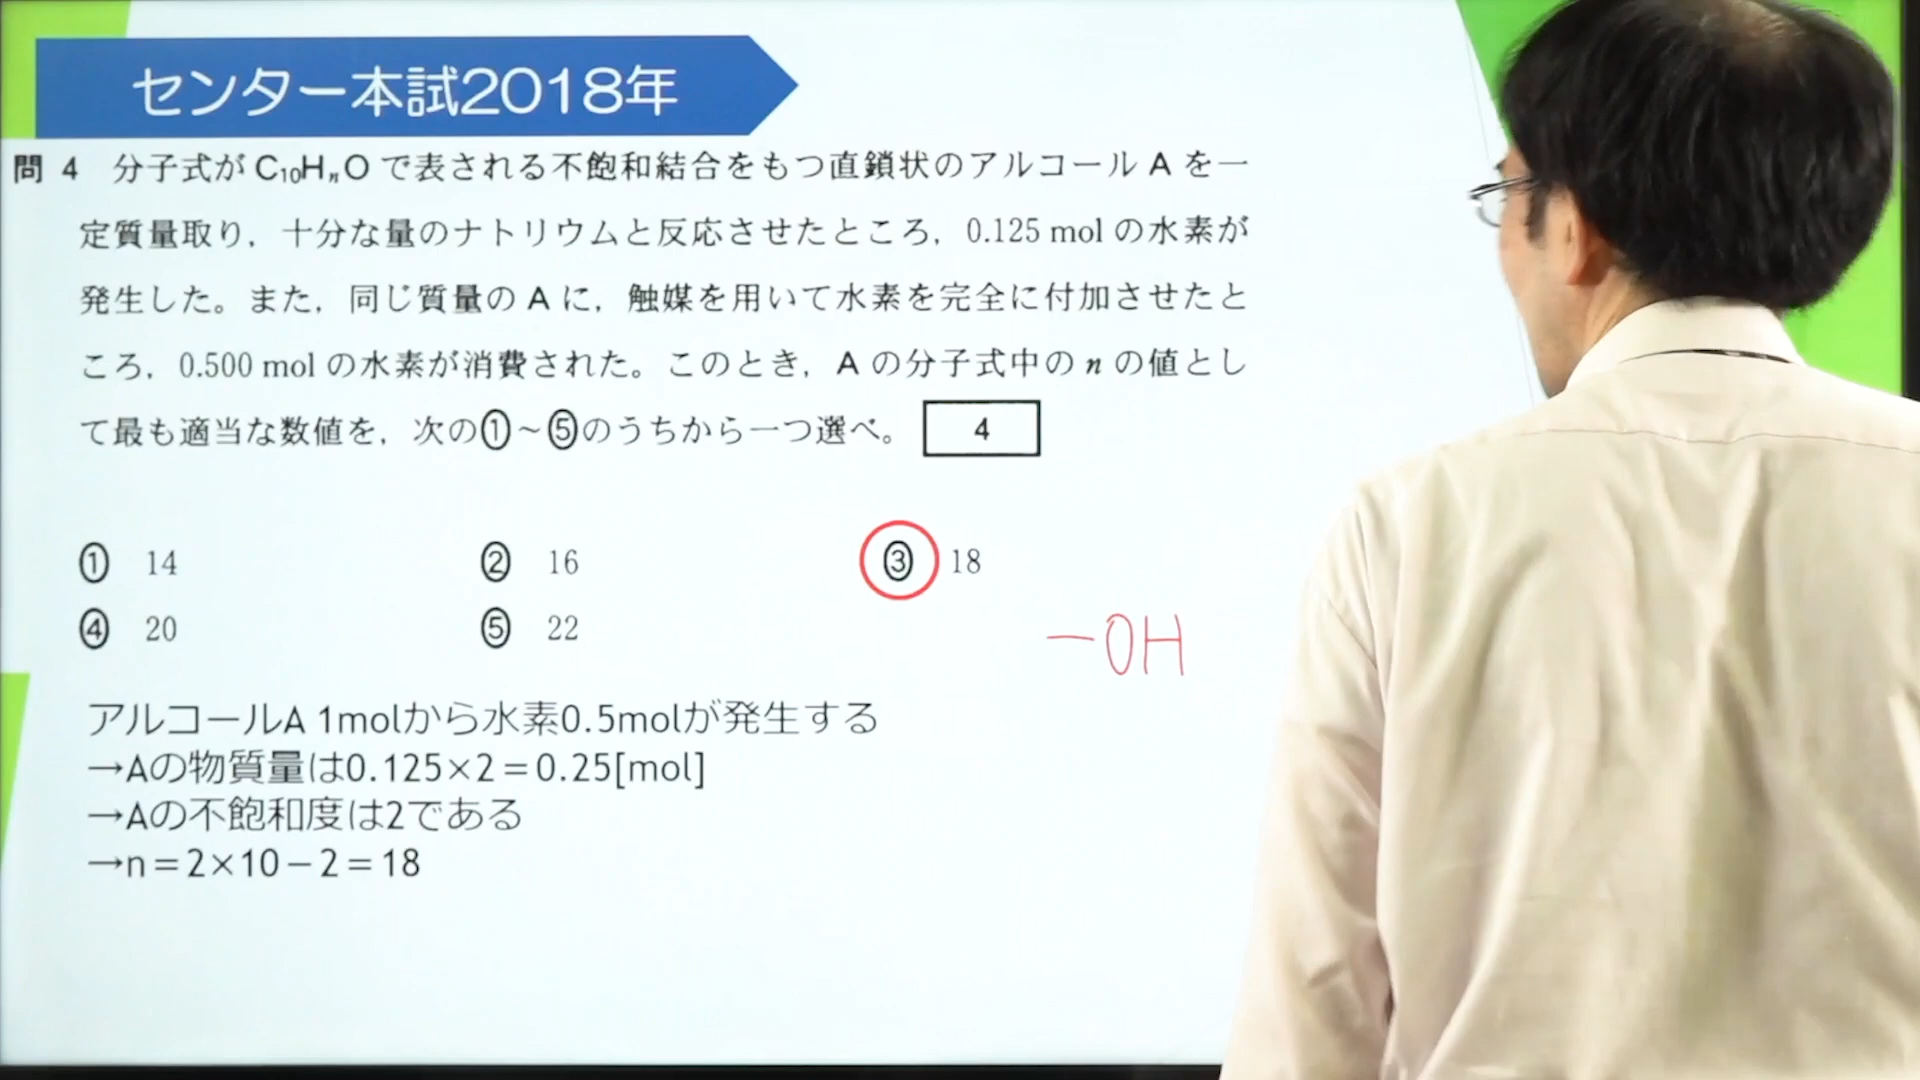 センター本試2018年
問 4 分子式が C₁₀HₙO で表される不飽和結合をもつ直鎖状のアルコール A を一
定質量取り，十分な量のナトリウムと反応させたところ，0.125 mol の水素が
発生した。また，同じ質量の A に，触媒を用いて水素を完全に付加させたと
ころ，0.500 mol の水素が消費された。このとき，A の分子式中の n の値とし
て最も適当な数値を，次の①～⑤のうちから一つ選べ。 4
① 14 ② 16 ③ 18
④ 20 ⑤ 22
－OH
アルコールA 1molから水素0.5molが発生する
→Aの物質量は0.125×2＝0.25[mol]
→Aの不飽和度は2である
→n＝2×10－2＝18